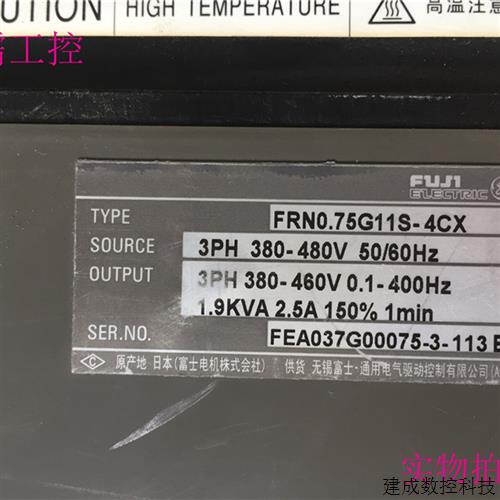 CAUTION
HIGH TEMPERATURE
高温注意
工控
FUJI
ELECTRIC
TYPE FRN0.75G11S-4CX
SOURCE 3PH 380-480V 50/60Hz
OUTPUT 3PH 380-460V 0.1-400Hz
1.9KVA 2.5A 150% 1min
SER.NO. FEA037G00075-3-113
C 原产地 日本(富士电机株式会社) 供货 无锡富士·通用电气驱动控制有限公司
实物拍
建成数控科技